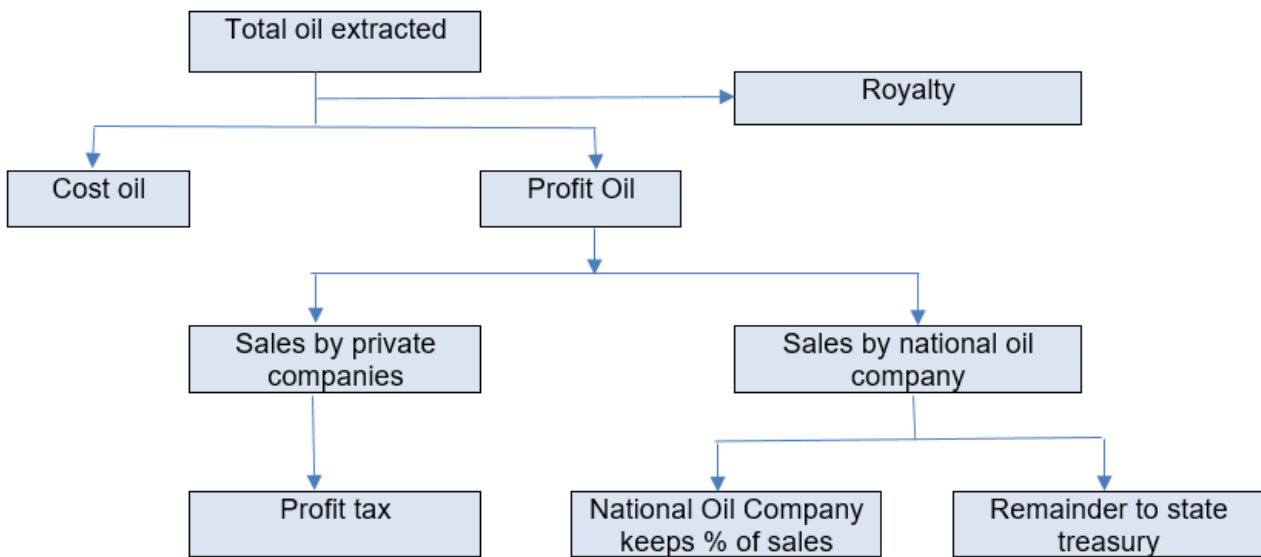 Total oil extracted
Royalty
Cost oil
Profit Oil
Sales by private
companies
Sales by national oil
company
Profit tax
National Oil Company
keeps % of sales
Remainder to state
treasury